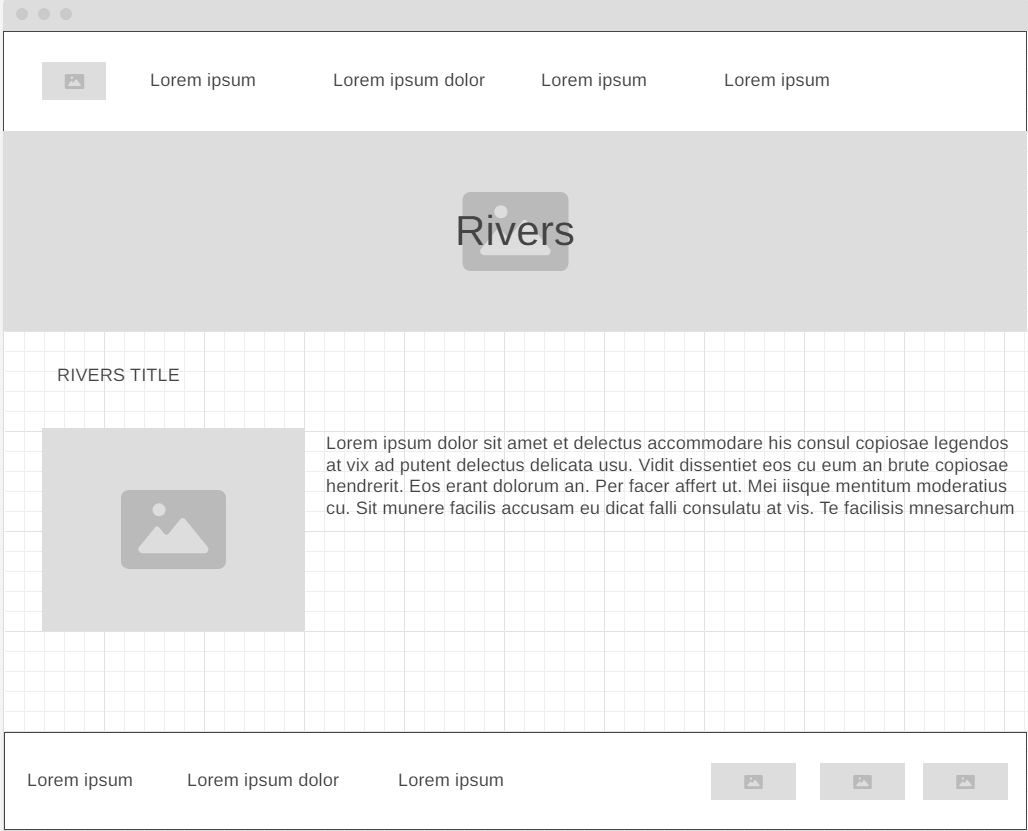 Lorem ipsum
Lorem ipsum dolor
Lorem ipsum
Lorem ipsum
Rivers
RIVERS TITLE
Lorem ipsum dolor sit amet et delectus accommodare his consul copiosae legendos
at vix ad putent delectus delicata usu. Vidit dissentiet eos cu eum an brute copiosae
hendrerit. Eos erant dolorum an. Per facer affert ut. Mei iisque mentitum moderatius
cu. Sit munere facilis accusam eu dicat falli consulatu at vis. Te facilisis mnesarchum
Lorem ipsum
Lorem ipsum dolor
Lorem ipsum